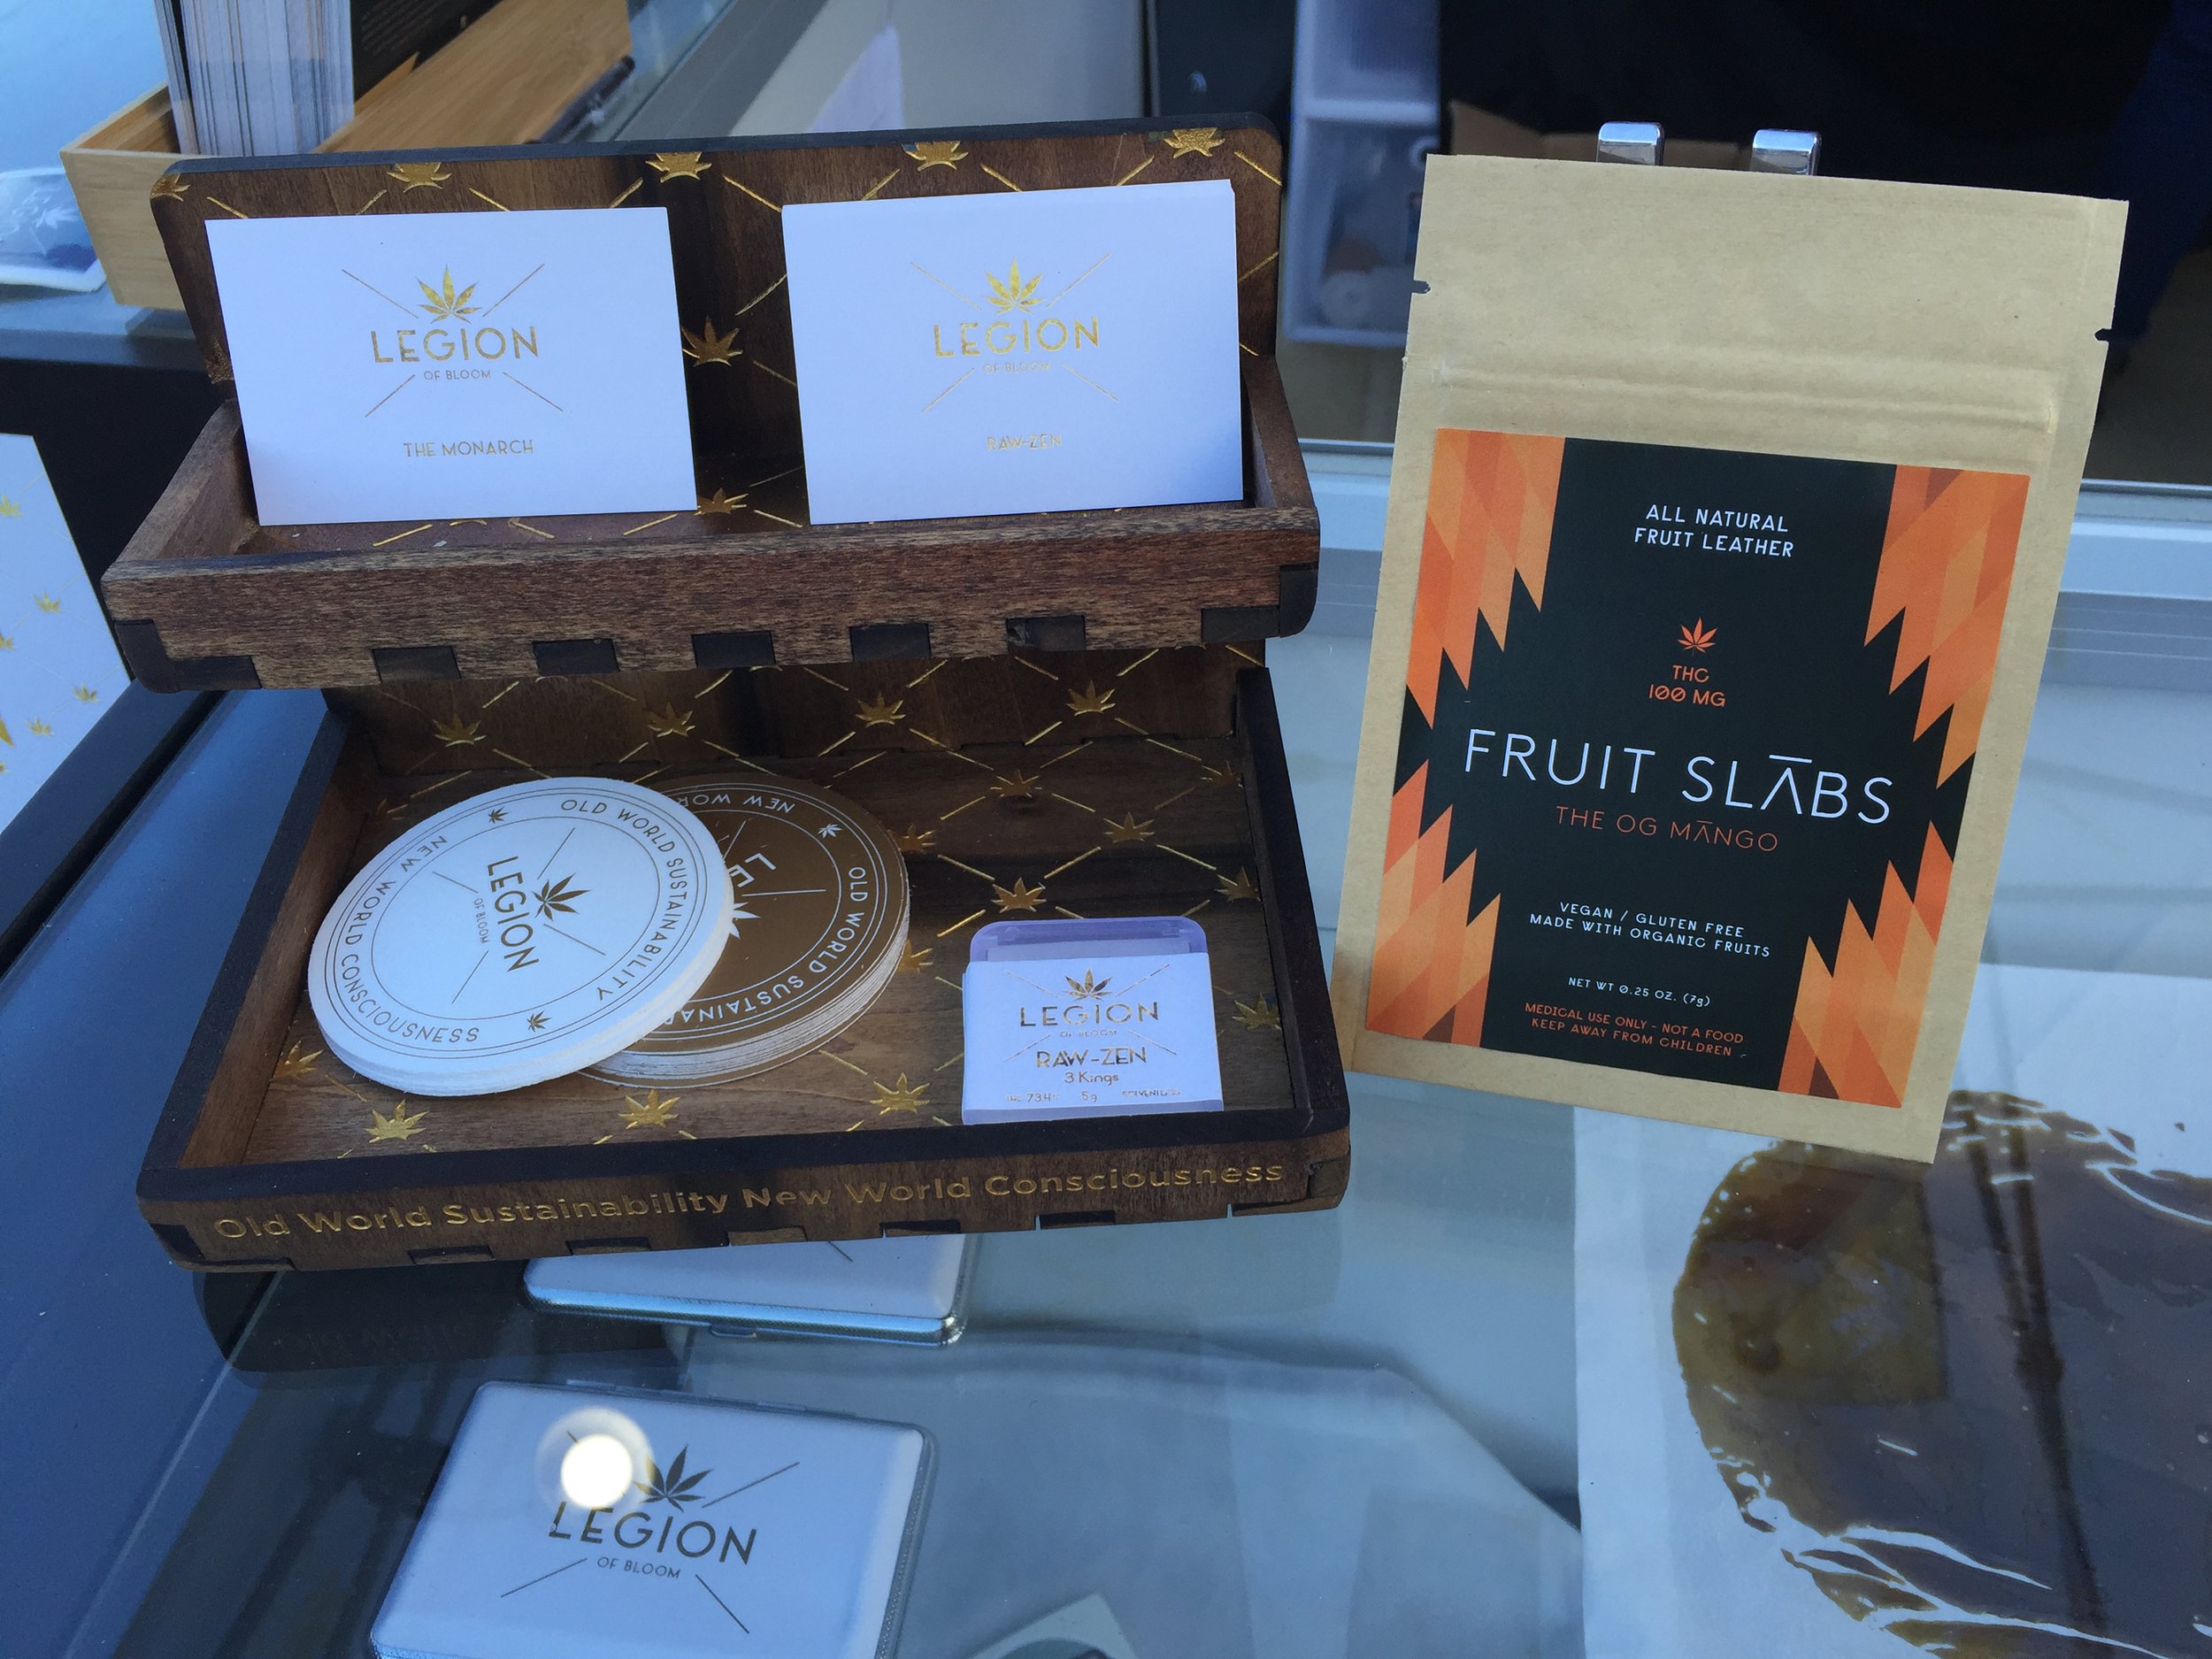 LEGION
OF BLOOM
THE MONARCH
LEGION
OF BLOOM
RAW-ZEN
ALL NATURAL
FRUIT LEATHER
THC
100 MG
FRUIT SLĀBS
THE OG MĀNGO
VEGAN / GLUTEN FREE
MADE WITH ORGANIC FRUITS
NET WT 0.25 OZ. (7g)
MEDICAL USE ONLY - NOT A FOOD
KEEP AWAY FROM CHILDREN
OLD WORLD SUSTAINABILITY
NEW WORLD CONSCIOUSNESS
LEGION
OF BLOOM
NEW
OLD WORLD
LEGION
OF BLOOM
RAW-ZEN
3 Kings
Old World Sustainability New World Consciousness
LEGION
OF BLOOM